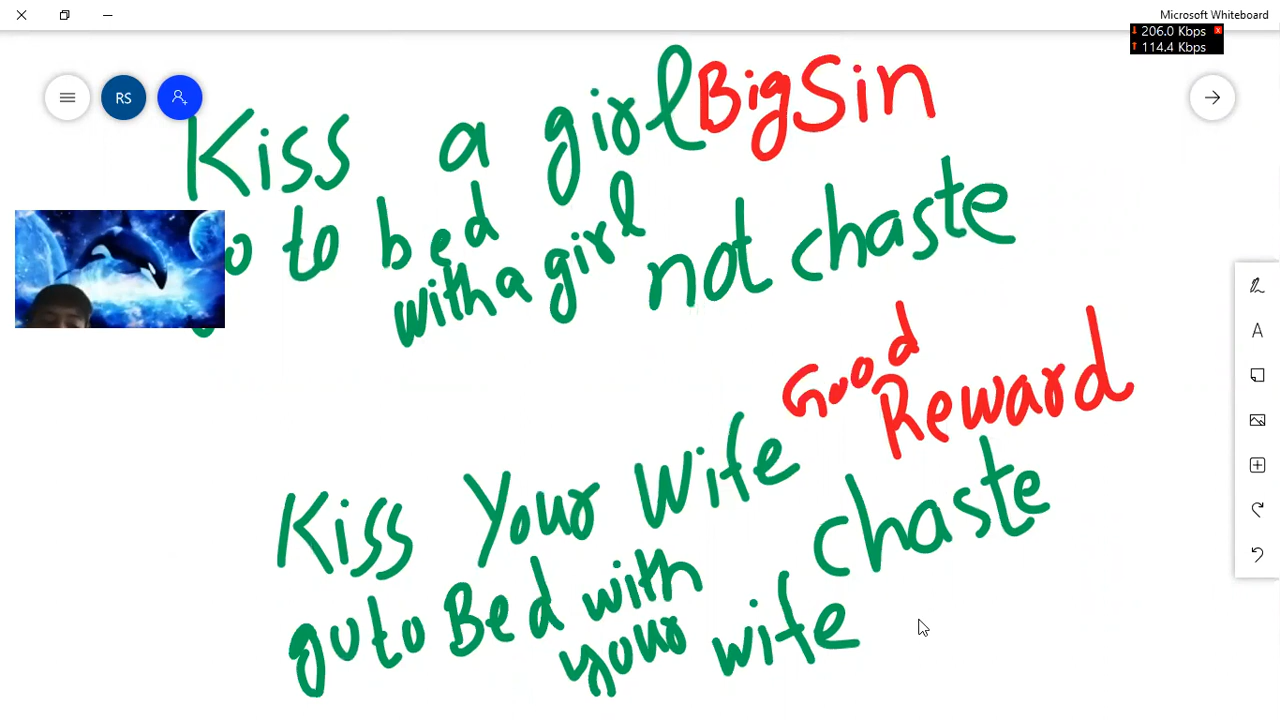 Microsoft Whiteboard
206.0 Kbps
114.4 Kbps
RS
Kiss a girl Big Sin
to bed
with a girl not chaste
Good
Reward
Kiss Your Wife
chaste
go to Bed with
your wife